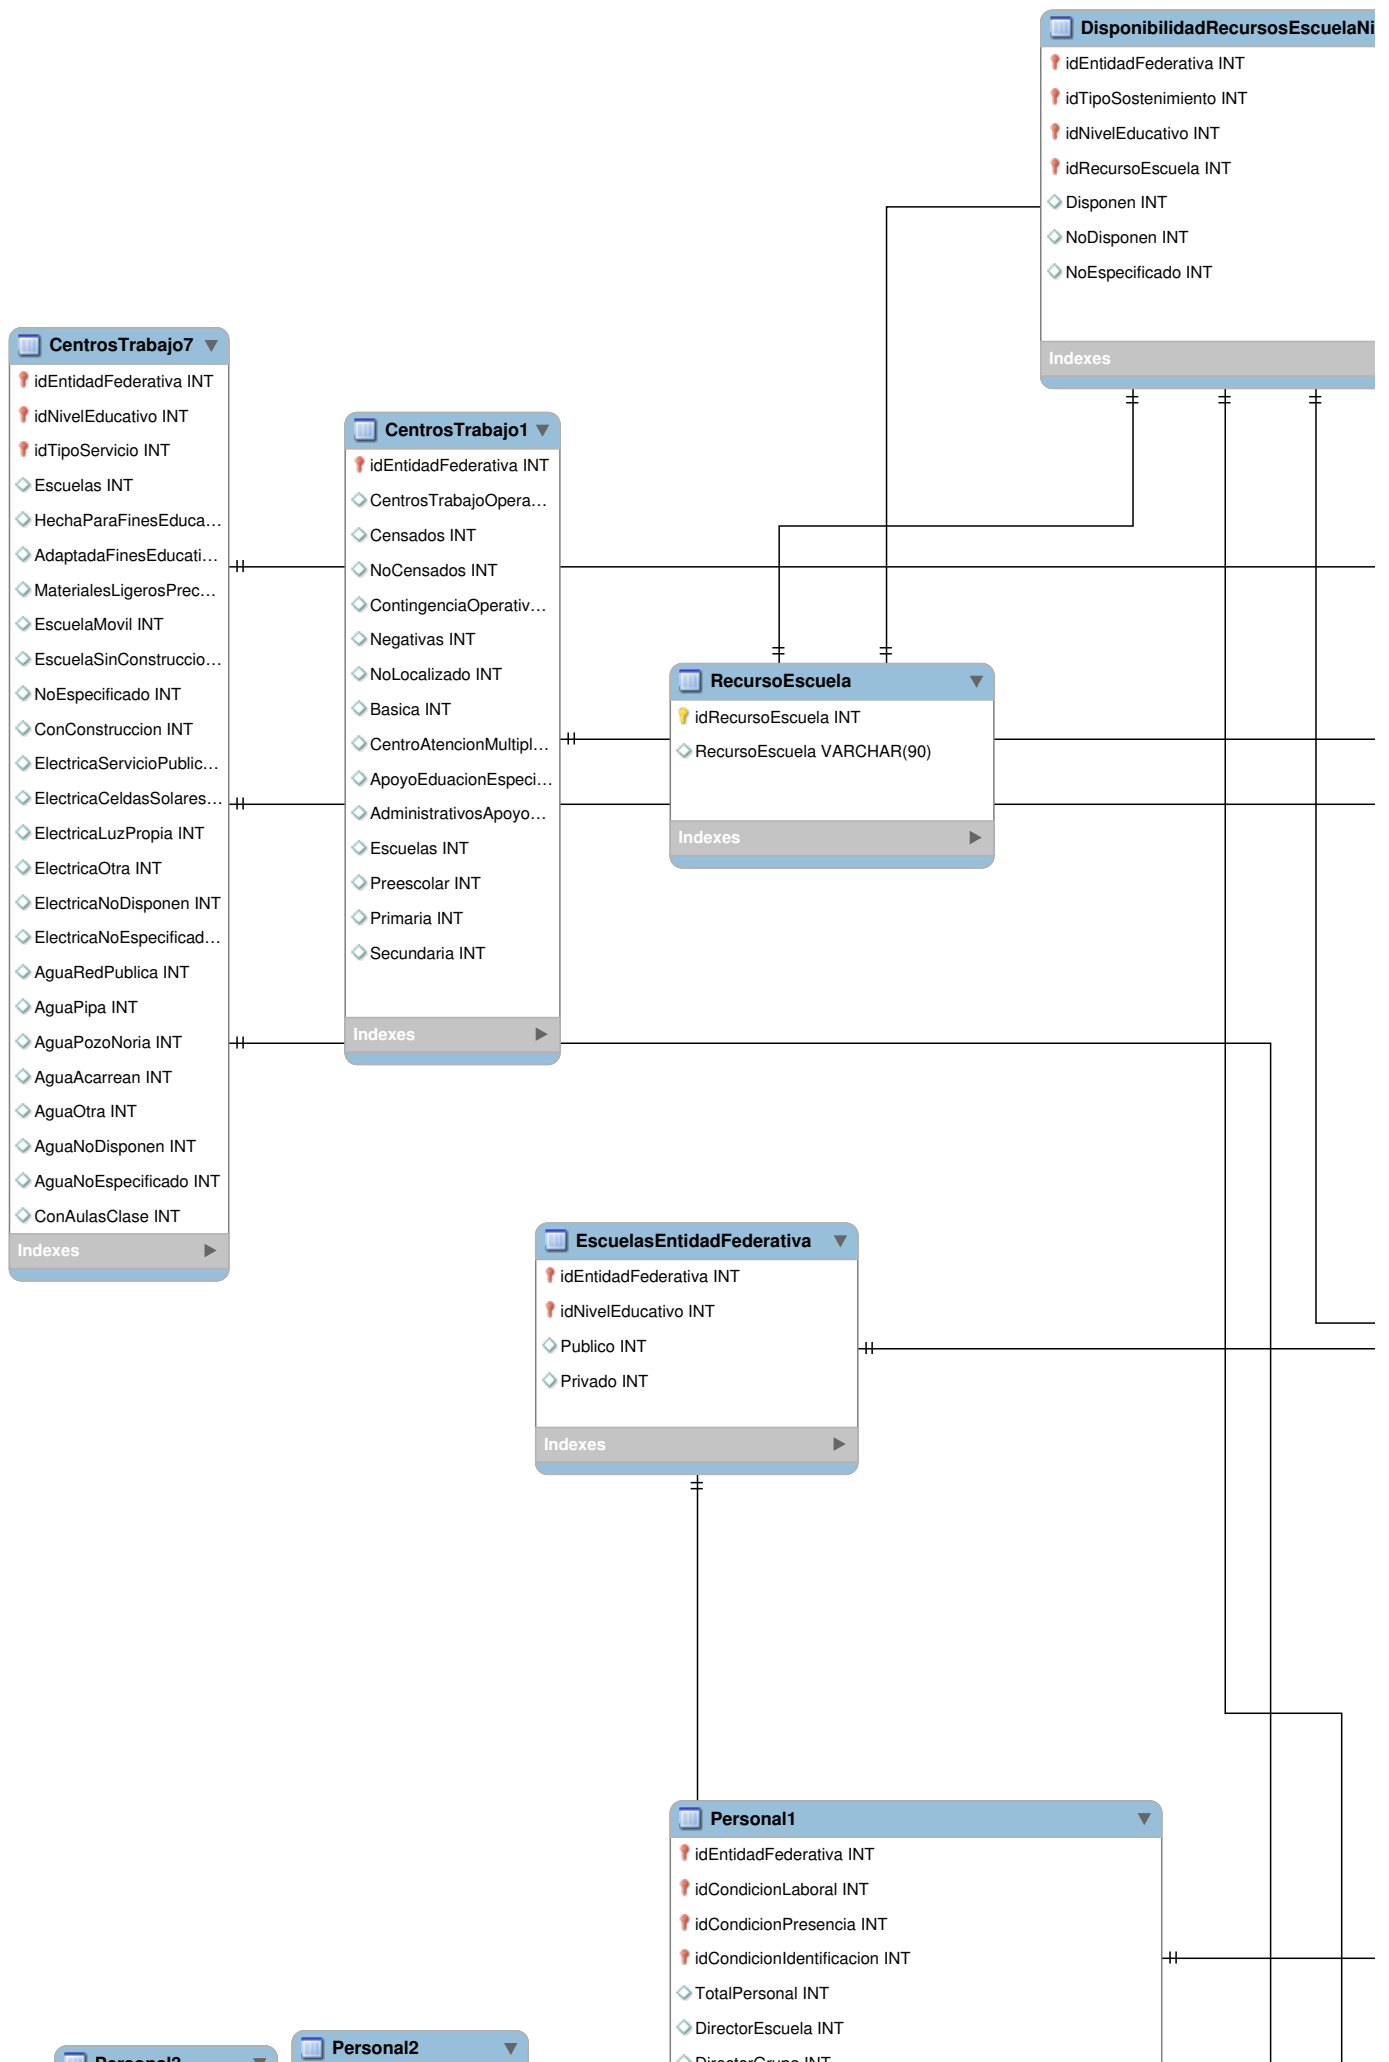 DisponibilidadRecursosEscuelaNi
idEntidadFederativa INT
idTipoSostenimiento INT
idNivelEducativo INT
idRecursoEscuela INT
Disponen INT
NoDisponen INT
NoEspecificado INT
Indexes
CentrosTrabajo7
idEntidadFederativa INT
idNivelEducativo INT
idTipoServicio INT
Escuelas INT
HechaParaFinesEduca...
AdaptadaFinesEducati...
MaterialesLigerosPrec...
EscuelaMovil INT
EscuelaSinConstruccio...
NoEspecificado INT
ConConstruccion INT
ElectricaServicioPublic...
ElectricaCeldasSolares...
ElectricaLuzPropia INT
ElectricaOtra INT
ElectricaNoDisponen INT
ElectricaNoEspecificad...
AguaRedPublica INT
AguaPipa INT
AguaPozoNoria INT
AguaAcarrean INT
AguaOtra INT
AguaNoDisponen INT
AguaNoEspecificado INT
ConAulasClase INT
Indexes
CentrosTrabajo1
idEntidadFederativa INT
CentrosTrabajoOpera...
Censados INT
NoCensados INT
ContingenciaOperativ...
Negativas INT
NoLocalizado INT
Basica INT
CentroAtencionMultipl...
ApoyoEduacionEspeci...
AdministrativosApoyo...
Escuelas INT
Preescolar INT
Primaria INT
Secundaria INT
Indexes
RecursoEscuela
idRecursoEscuela INT
RecursoEscuela VARCHAR(90)
Indexes
EscuelasEntidadFederativa
idEntidadFederativa INT
idNivelEducativo INT
Publico INT
Privado INT
Indexes
Personal1
idEntidadFederativa INT
idCondicionLaboral INT
idCondicionPresencia INT
idCondicionIdentificacion INT
TotalPersonal INT
DirectorEscuela INT
DirectorGrupo INT
Personal2